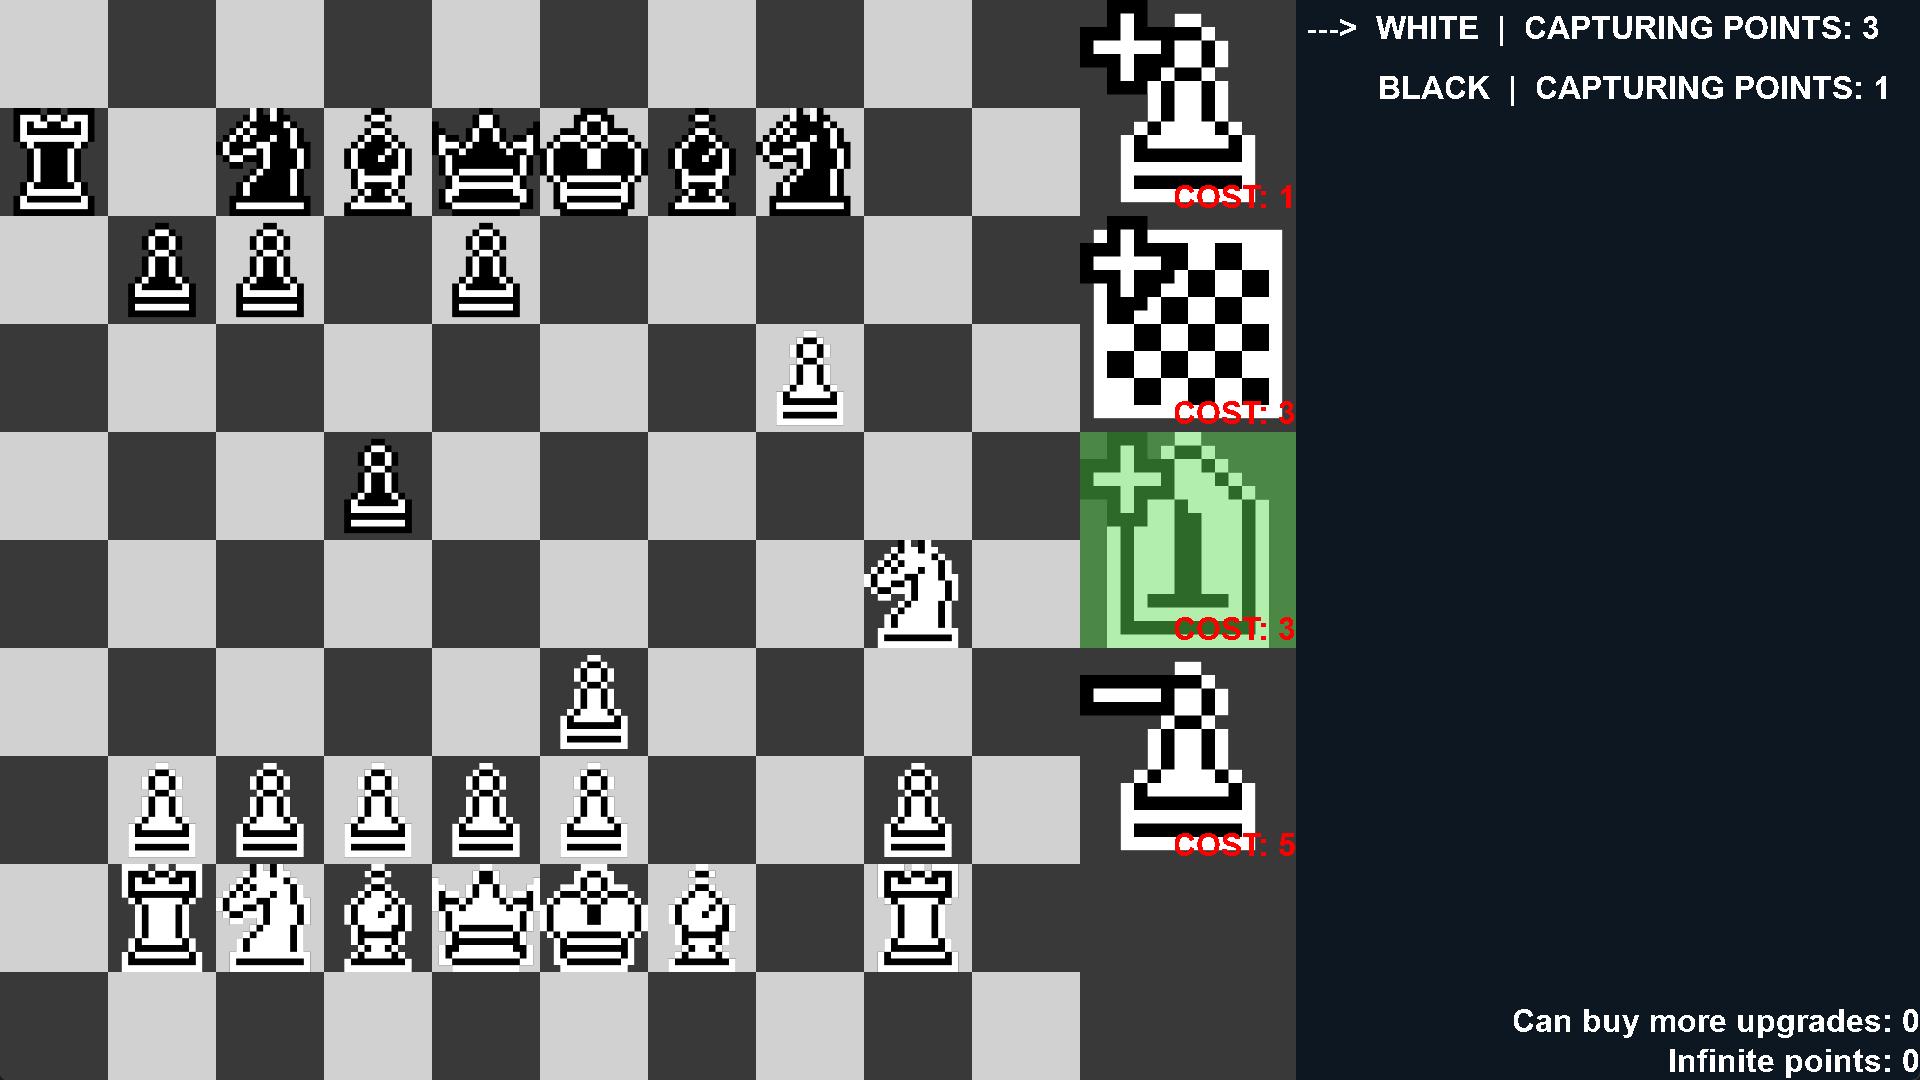 ---> WHITE | CAPTURING POINTS: 3
BLACK | CAPTURING POINTS: 1
COST: 1
COST: 3
COST: 3
COST: 5
Can buy more upgrades: 0
Infinite points: 0